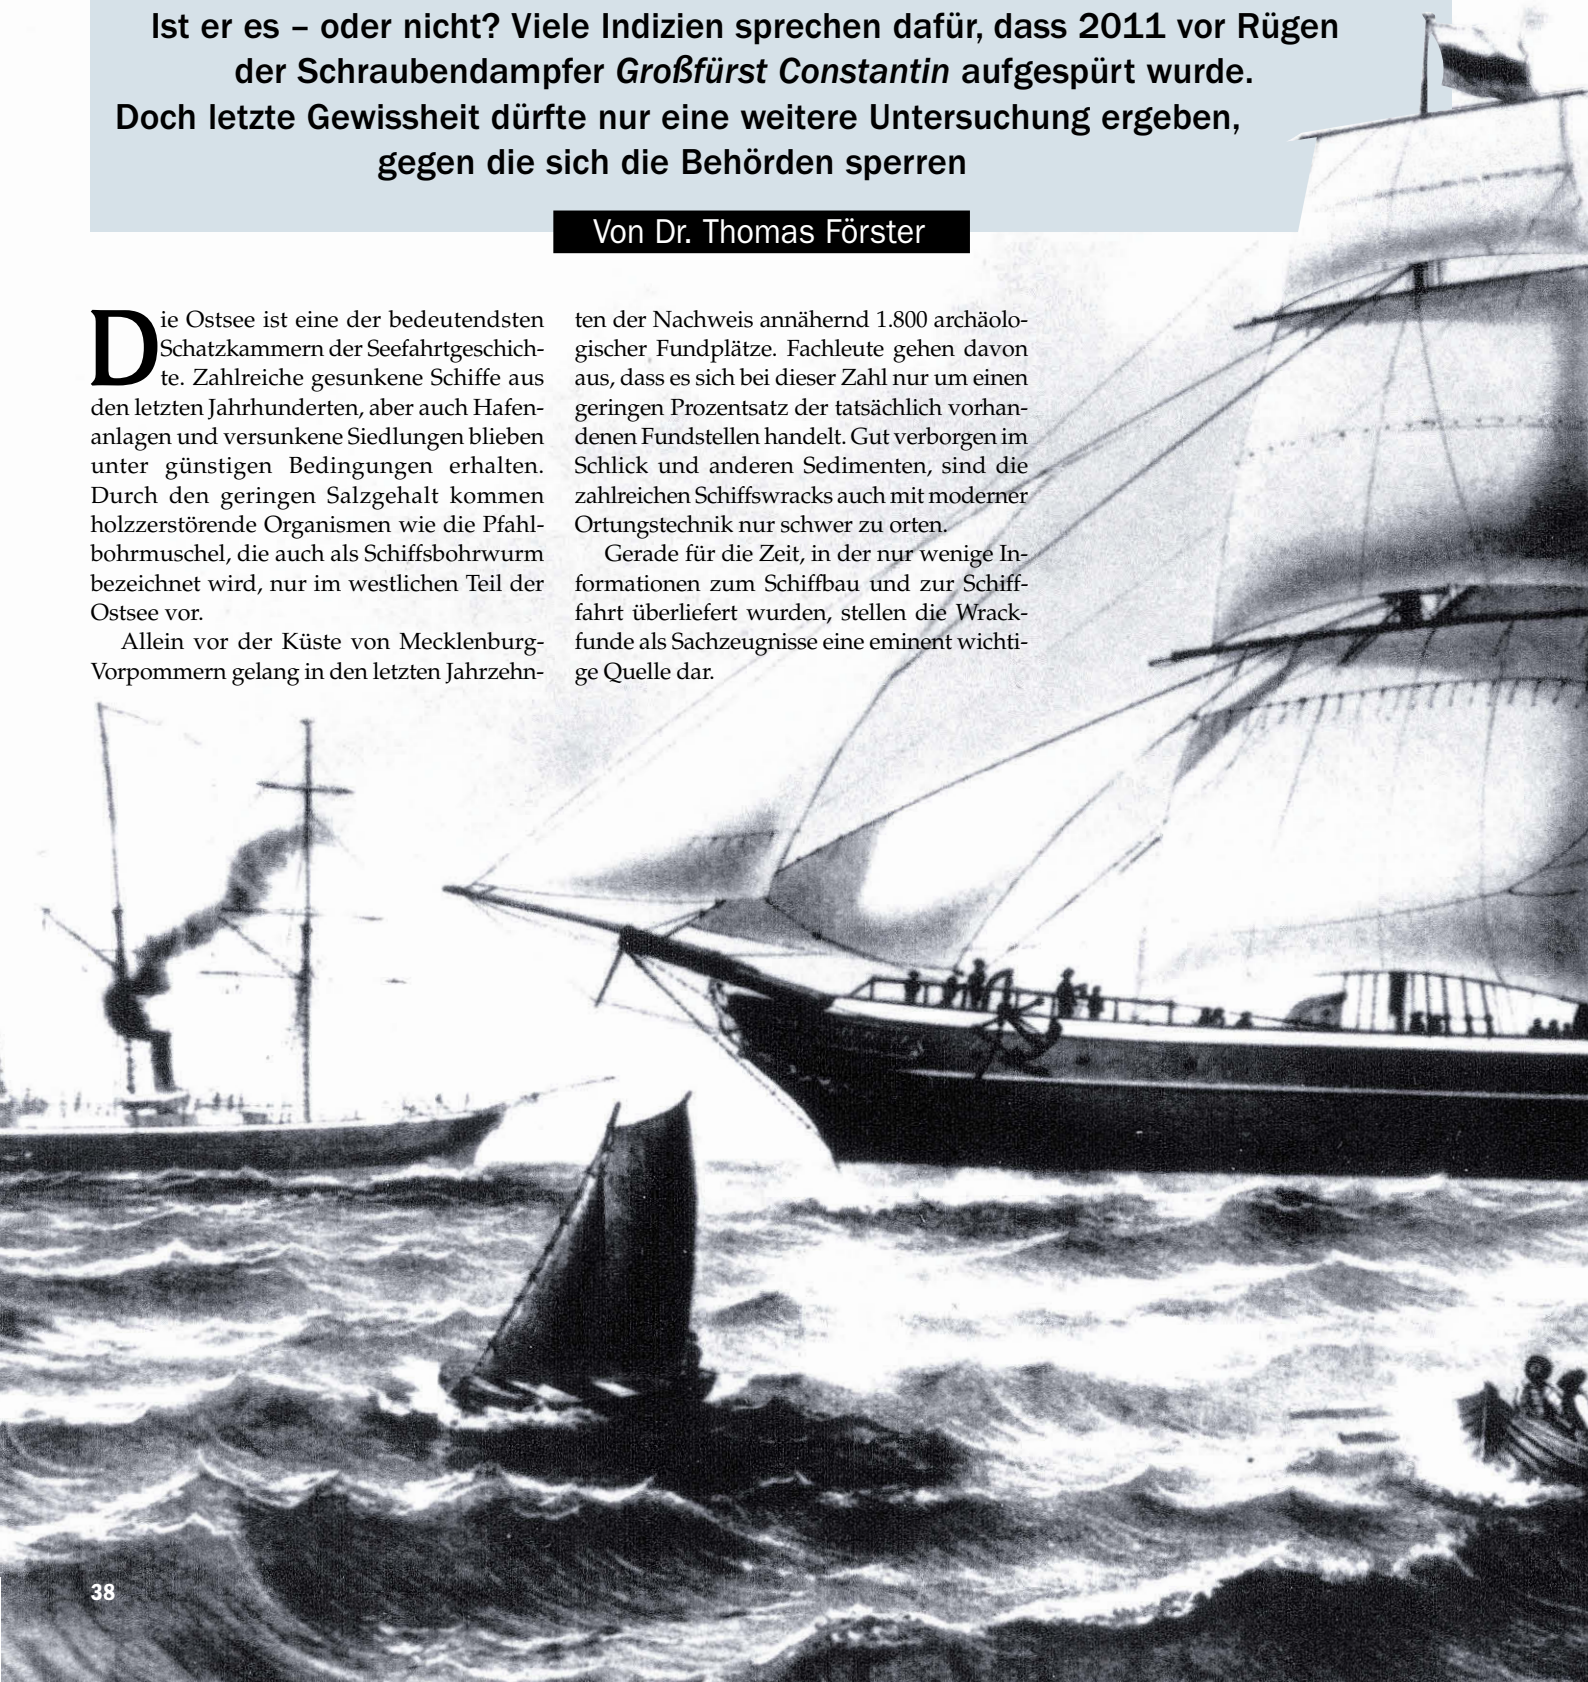 Ist er es – oder nicht? Viele Indizien sprechen dafür, dass 2011 vor Rügen
der Schraubendampfer Großfürst Constantin aufgespürt wurde.
Doch letzte Gewissheit dürfte nur eine weitere Untersuchung ergeben,
gegen die sich die Behörden sperren
Von Dr. Thomas Förster
Die Ostsee ist eine der bedeutendsten
Schatzkammern der Seefahrtgeschich-
te. Zahlreiche gesunkene Schiffe aus
den letzten Jahrhunderten, aber auch Hafen-
anlagen und versunkene Siedlungen blieben
unter günstigen Bedingungen erhalten.
Durch den geringen Salzgehalt kommen
holzzerstörende Organismen wie die Pfahl-
bohrmuschel, die auch als Schiffsbohrwurm
bezeichnet wird, nur im westlichen Teil der
Ostsee vor.
Allein vor der Küste von Mecklenburg-
Vorpommern gelang in den letzten Jahrzehn-
ten der Nachweis annähernd 1.800 archäolo-
gischer Fundplätze. Fachleute gehen davon
aus, dass es sich bei dieser Zahl nur um einen
geringen Prozentsatz der tatsächlich vorhan-
denen Fundstellen handelt. Gut verborgen im
Schlick und anderen Sedimenten, sind die
zahlreichen Schiffswracks auch mit moderner
Ortungstechnik nur schwer zu orten.
Gerade für die Zeit, in der nur wenige In-
formationen zum Schiffbau und zur Schiff-
fahrt überliefert wurden, stellen die Wrack-
funde als Sachzeugnisse eine eminent wichti-
ge Quelle dar.
38